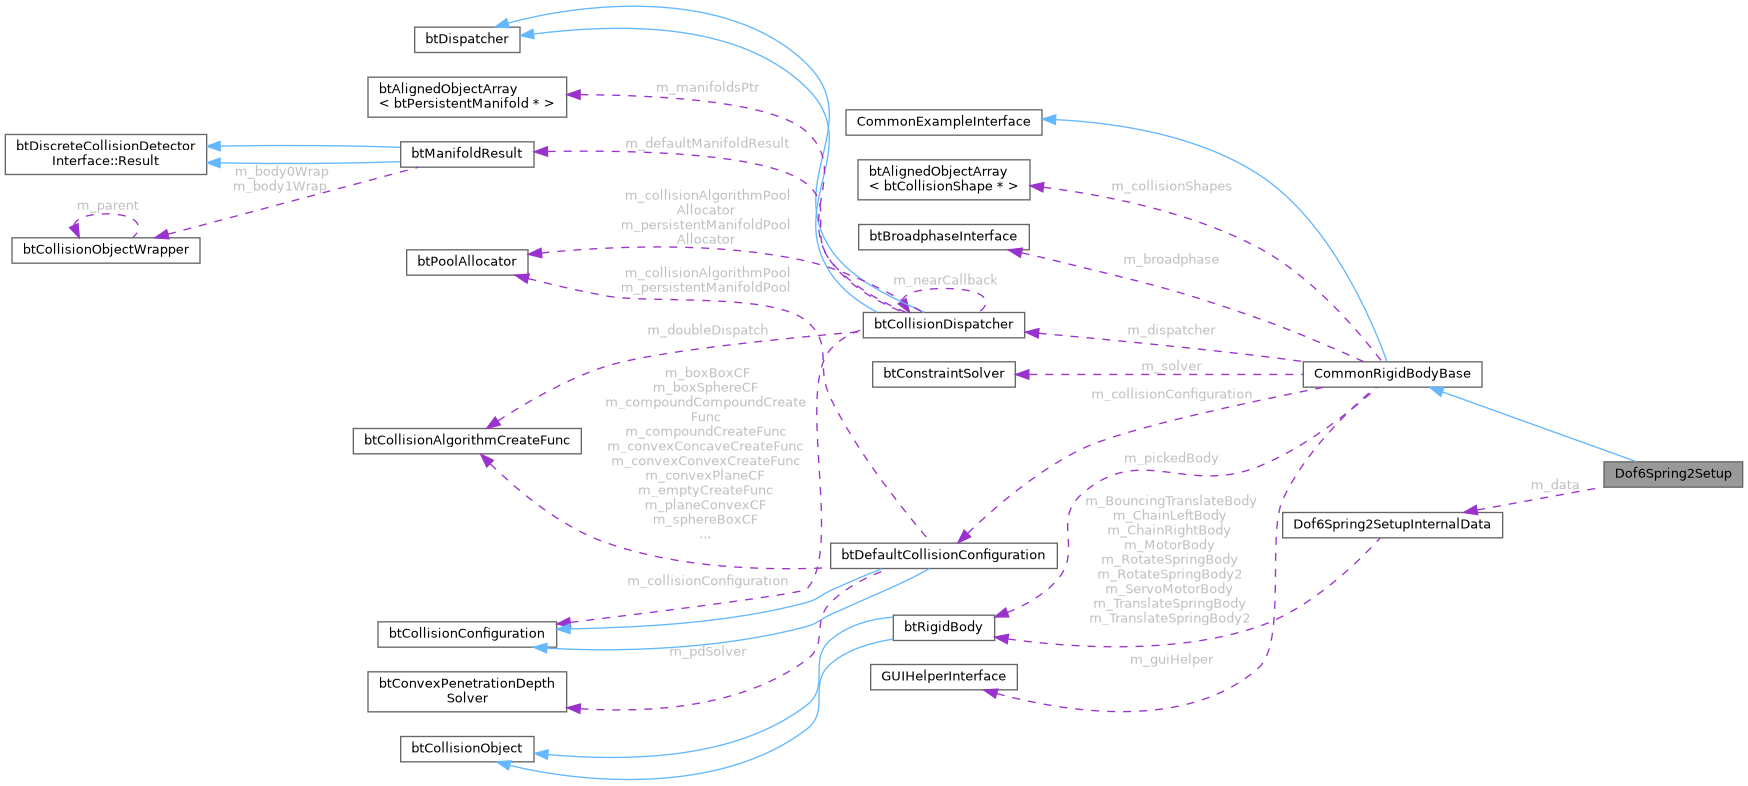 btDispatcher
btAlignedObjectArray
< btPersistentManifold * >
m_manifoldsPtr
CommonExampleInterface
btDiscreteCollisionDetector
Interface::Result
btManifoldResult
m_defaultManifoldResult
m_body0Wrap
m_body1Wrap
btAlignedObjectArray
< btCollisionShape * >
m_collisionShapes
m_parent
btCollisionObjectWrapper
m_collisionAlgorithmPool
Allocator
m_persistentManifoldPool
Allocator
btBroadphaseInterface
m_broadphase
btPoolAllocator
m_collisionAlgorithmPool
m_persistentManifoldPool
m_nearCallback
btCollisionDispatcher
m_dispatcher
m_doubleDispatch
btConstraintSolver
m_solver
CommonRigidBodyBase
m_collisionConfiguration
m_boxBoxCF
m_boxSphereCF
m_compoundCompoundCreate
Func
m_compoundCreateFunc
m_convexConcaveCreateFunc
m_convexConvexCreateFunc
m_convexPlaneCF
m_emptyCreateFunc
m_planeConvexCF
m_sphereBoxCF
...
btCollisionAlgorithmCreateFunc
m_pickedBody
Dof6Spring2Setup
m_data
Dof6Spring2SetupInternalData
m_BouncingTranslateBody
m_ChainLeftBody
m_ChainRightBody
m_MotorBody
m_RotateSpringBody
m_RotateSpringBody2
m_ServoMotorBody
m_TranslateSpringBody
m_TranslateSpringBody2
btDefaultCollisionConfiguration
m_collisionConfiguration
btCollisionConfiguration
btRigidBody
m_pdSolver
m_guiHelper
GUIHelperInterface
btConvexPenetrationDepth
Solver
btCollisionObject